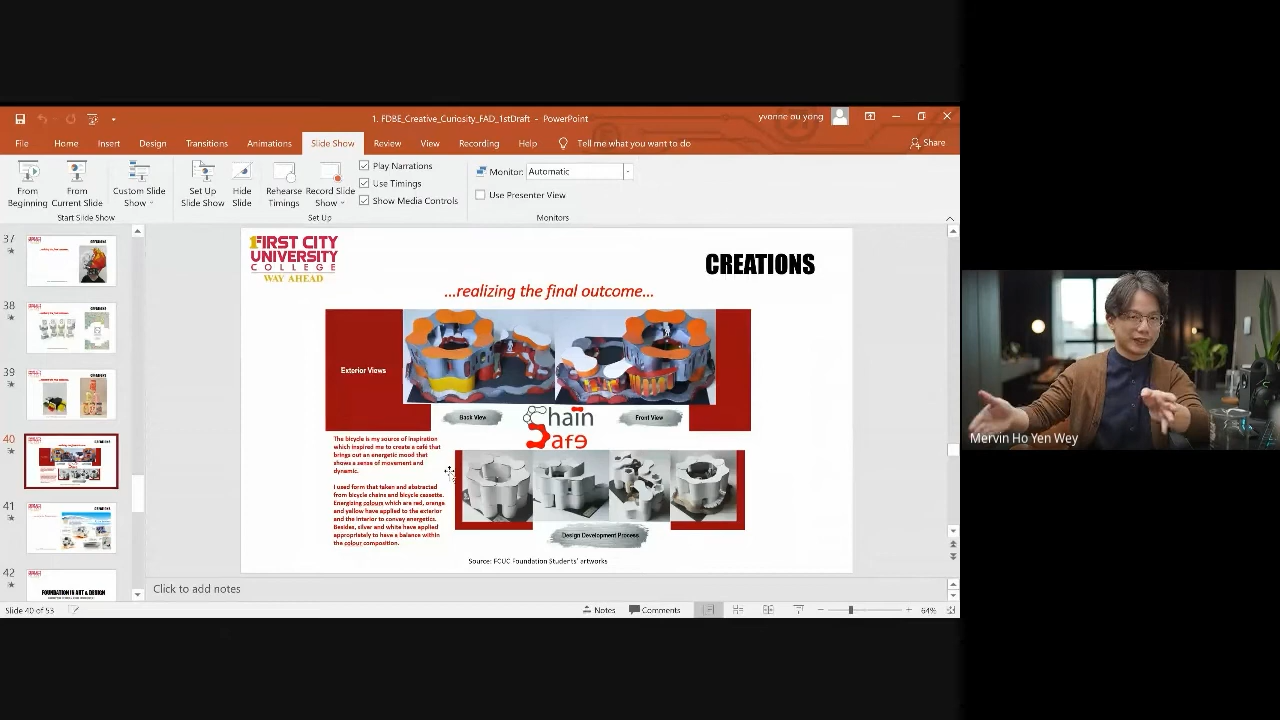 1. FDBE_Creative_Curiosity_FAD_1stDraft - PowerPoint
yvonne au yong
File Home Insert Design Transitions Animations Slide Show Review View Recording Help Tell me what you want to do
Share
From Beginning
From Current Slide
Custom Slide Show
Set Up Slide Show
Hide Slide
Rehearse Timings
Record Slide Show
Play Narrations
Use Timings
Show Media Controls
Monitor: Automatic
Use Presenter View
Start Slide Show
Set Up
Monitors
37
38
39
40
41
42
FOUNDATION IN ART & DESIGN
1FIRST CITY
UNIVERSITY
COLLEGE
WAY AHEAD
CREATIONS
...realizing the final outcome...
Exterior Views
Back View
Front View
Chain
Cafe
The bicycle is my source of inspiration
which inspired me to create a café that
brings out an energetic mood that
shows a sense of movement and
dynamic.
I used form that taken and abstracted
from bicycle chains and bicycle cassette.
Energizing colours which are red, orange
and yellow have applied to the exterior
and the interior to convey energetics.
Besides, silver and white have applied
appropriately to have a balance within
the colour composition.
Design Development Process
Source: FCUC Foundation Students' artworks
Click to add notes
Slide 40 of 53
Notes
Comments
64%
Mervin Ho Yen Wey